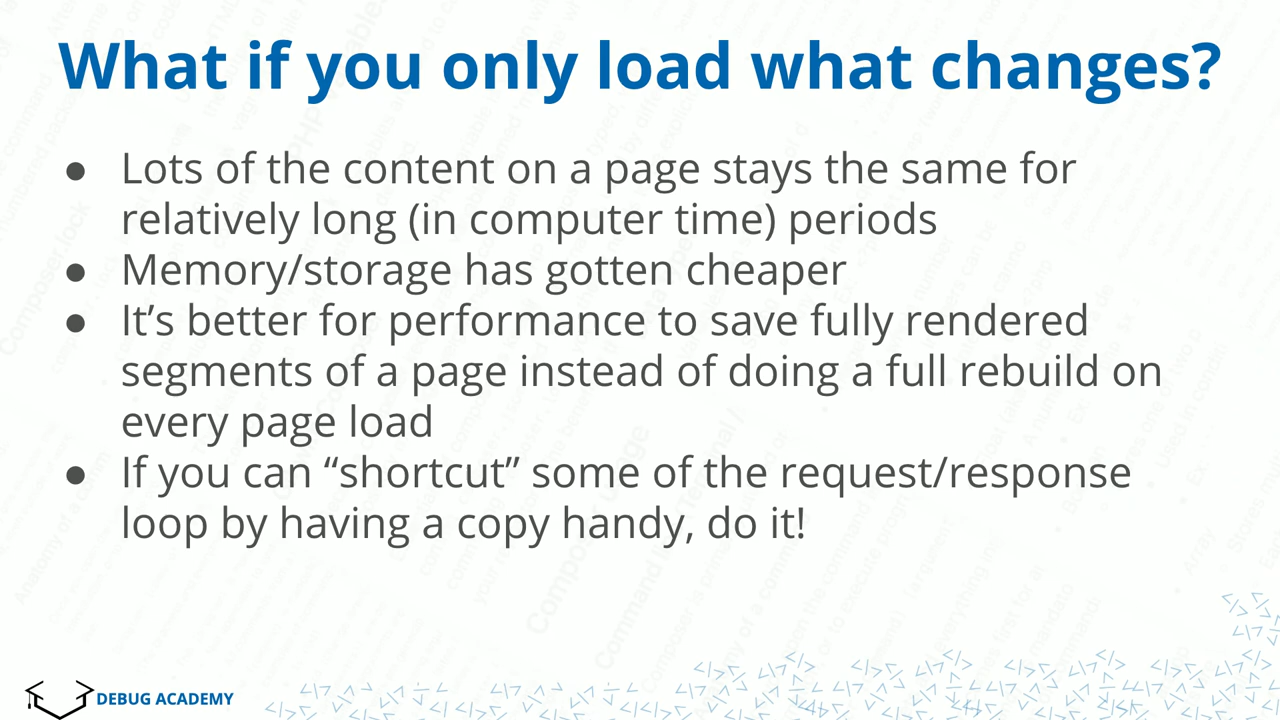 What if you only load what changes?
● Lots of the content on a page stays the same for
relatively long (in computer time) periods
● Memory/storage has gotten cheaper
● It’s better for performance to save fully rendered
segments of a page instead of doing a full rebuild on
every page load
● If you can “shortcut” some of the request/response
loop by having a copy handy, do it!
DEBUG ACADEMY